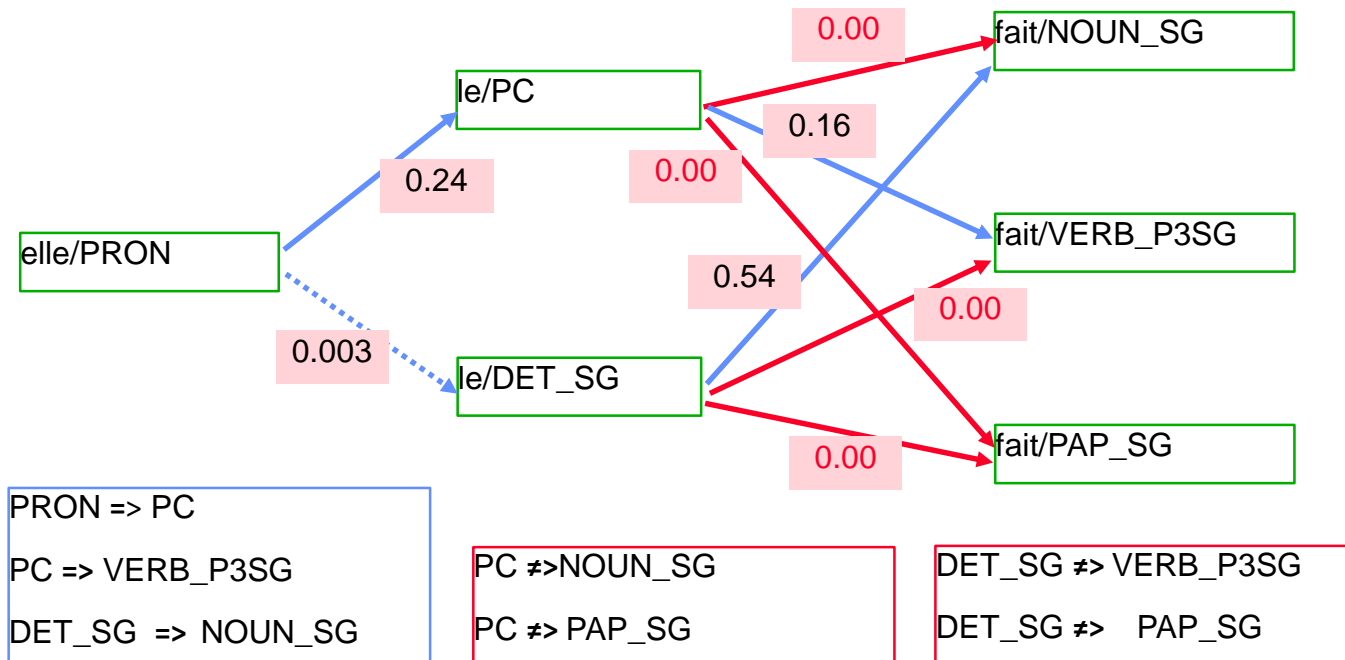 0.00
fait/NOUN_SG
le/PC
0.16
0.00
0.24
elle/PRON
fait/VERB_P3SG
0.54
0.00
0.003
le/DET_SG
0.00
fait/PAP_SG
PRON => PC
PC => VERB_P3SG
DET_SG => NOUN_SG
PC ≠>NOUN_SG
PC ≠> PAP_SG
DET_SG ≠> VERB_P3SG
DET_SG ≠> PAP_SG